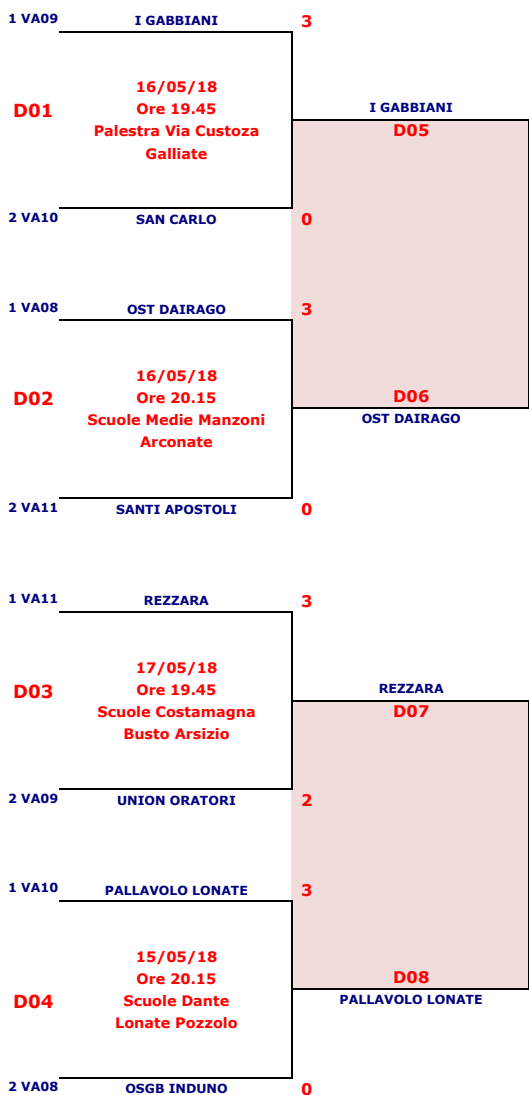 1 VA09 I GABBIANI 3
16/05/18
Ore 19.45
D01
Palestra Via Custoza
Galliate
I GABBIANI
D05
2 VA10 SAN CARLO 0
1 VA08 OST DAIRAGO 3
16/05/18
Ore 20.15
D02
Scuole Medie Manzoni
Arconate
D06
OST DAIRAGO
2 VA11 SANTI APOSTOLI 0
1 VA11 REZZARA 3
17/05/18
Ore 19.45
D03
Scuole Costamagna
Busto Arsizio
REZZARA
D07
2 VA09 UNION ORATORI 2
1 VA10 PALLAVOLO LONATE 3
15/05/18
Ore 20.15
D04
Scuole Dante
Lonate Pozzolo
D08
PALLAVOLO LONATE
2 VA08 OSGB INDUNO 0